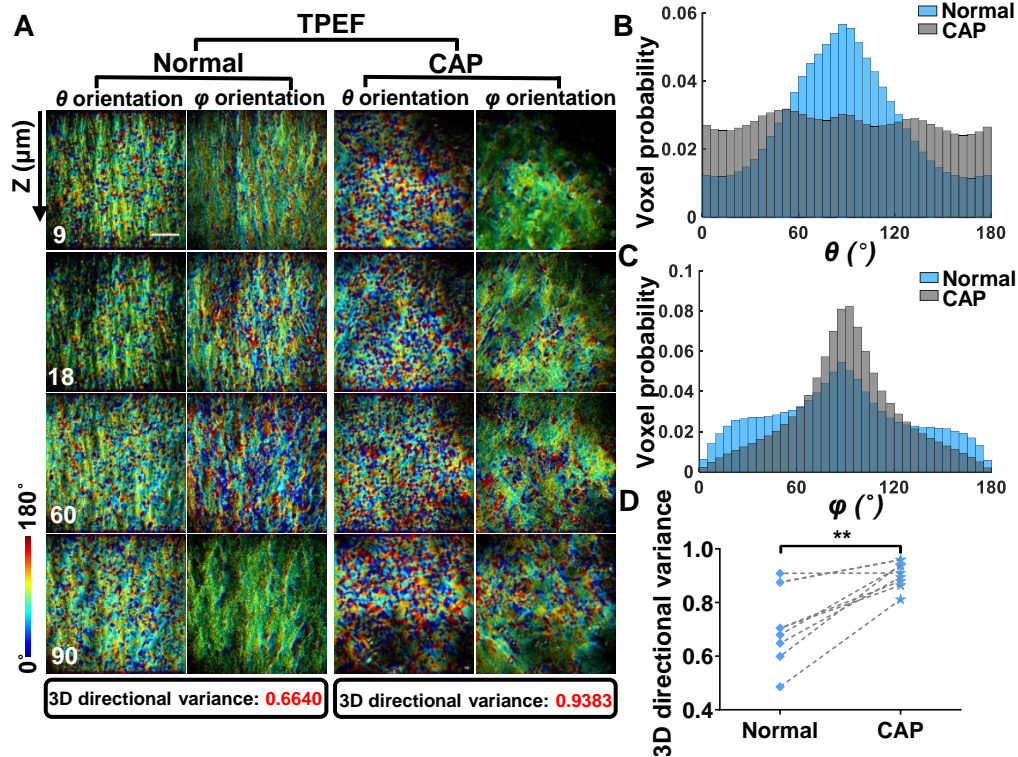 A
TPEF
Normal
CAP
θ orientation
φ orientation
θ orientation
φ orientation
Z (μm)
9
18
60
90
0˚ 180˚
3D directional variance: 0.6640
3D directional variance: 0.9383
B
Voxel probability
0.06
0.04
0.02
0
0
60
120
180
θ (˚)
Normal
CAP
C
Voxel probability
0.1
0.08
0.06
0.04
0.02
0
0
60
120
180
φ (˚)
Normal
CAP
D
3D directional variance
1.0
0.8
0.6
0.4
**
Normal
CAP